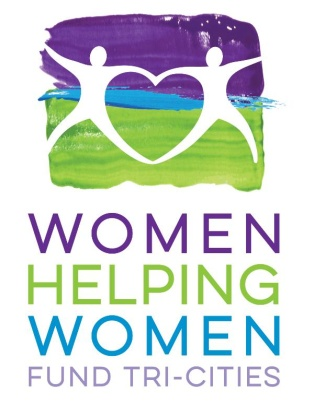 WOMEN
HELPING
WOMEN
FUND TRI-CITIES